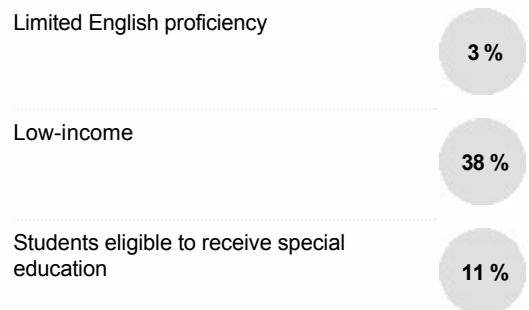 Limited English proficiency
3 %
Low-income
38 %
Students eligible to receive special
education
11 %